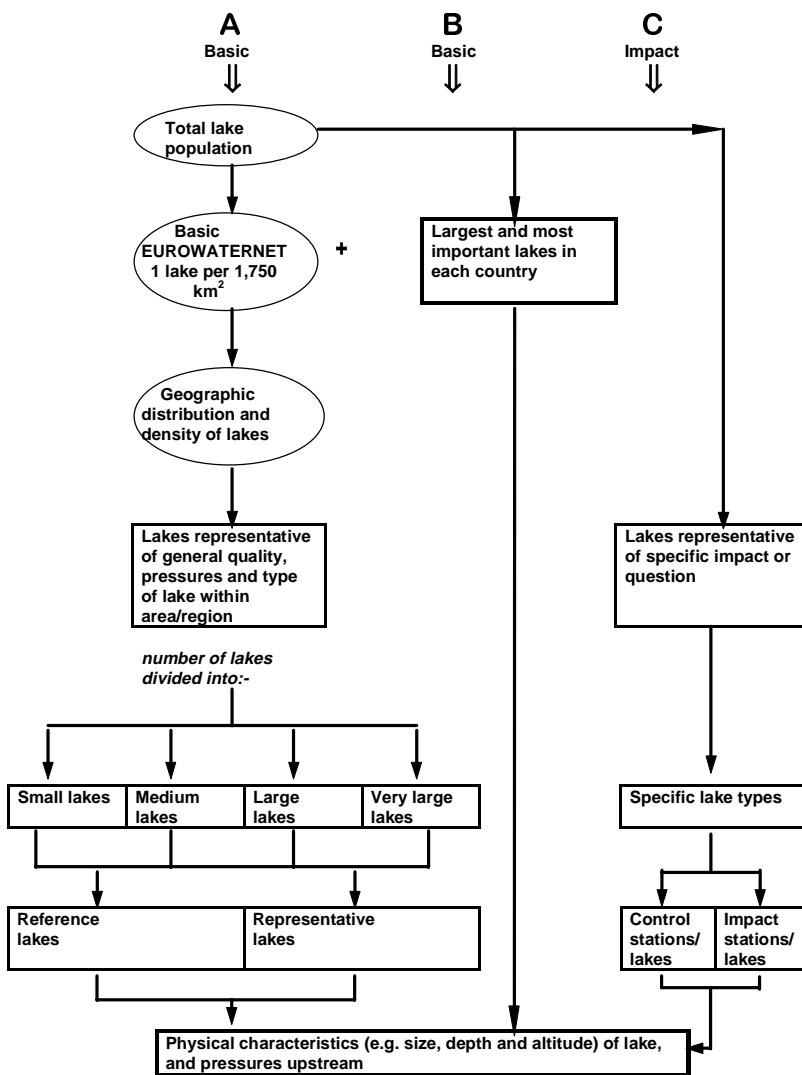 A
B
C
Basic
Basic
Impact
Total lake
population
Basic
EUROWATERNET
1 lake per 1,750
km²
+
Largest and most
important lakes in
each country
Geographic
distribution and
density of lakes
Lakes representative
of general quality,
pressures and type
of lake within
area/region
Lakes representative
of specific impact or
question
number of lakes
divided into:-
Small lakes
Medium
lakes
Large
lakes
Very large
lakes
Specific lake types
Reference
lakes
Representative
lakes
Control
stations/
lakes
Impact
stations/
lakes
Physical characteristics (e.g. size, depth and altitude) of lake,
and pressures upstream